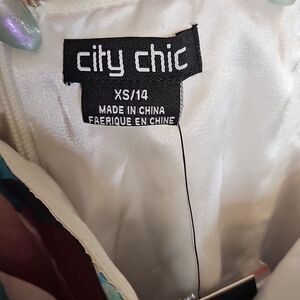 city chic
XS/14
MADE IN CHINA
FAERIQUE EN CHINE